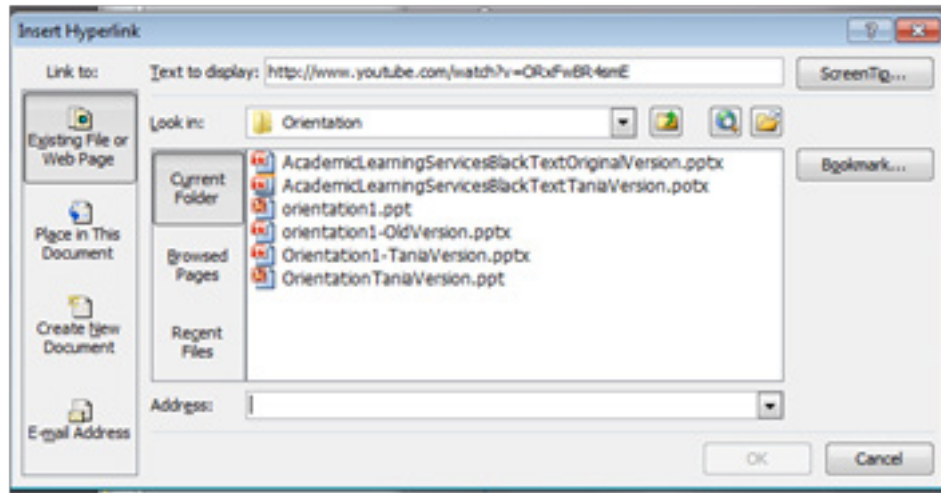 Insert Hyperlink
Link to:
Text to display: http://www.youtube.com/watch?v=ORxFwBR4smE
ScreenTip...
Existing File or
Web Page
Look in: Orientation
Bookmark...
Current
Folder
AcademicLearningServicesBlackTextOriginalVersion.pptx
AcademicLearningServicesBlackTextTaniaVersion.potx
orientation1.ppt
orientation1-OldVersion.pptx
Orientation1-TaniaVersion.pptx
OrientationTaniaVersion.ppt
Place in This
Document
Browsed
Pages
Create New
Document
Recent
Files
E-mail Address
Address:
OK
Cancel